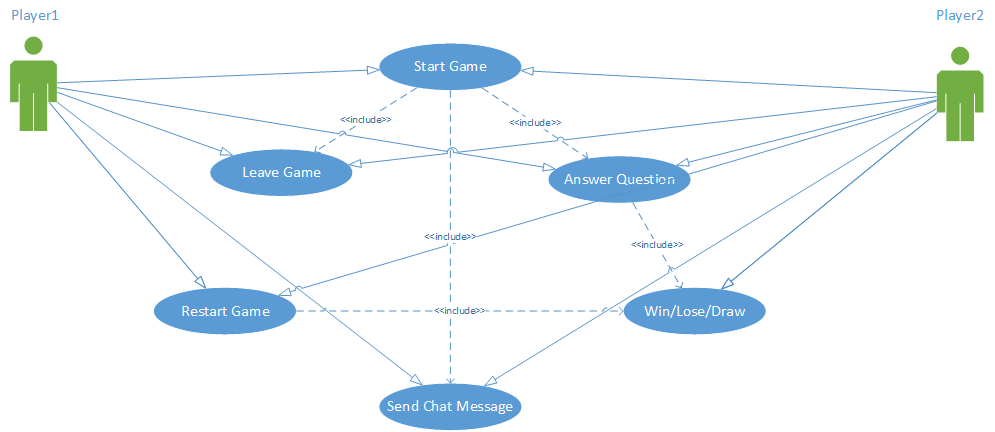 Player1
Player2
Start Game
<<include>>
<<include>>
Leave Game
Answer Question
<<include>>
<<include>>
Restart Game
<<include>>
Win/Lose/Draw
Send Chat Message